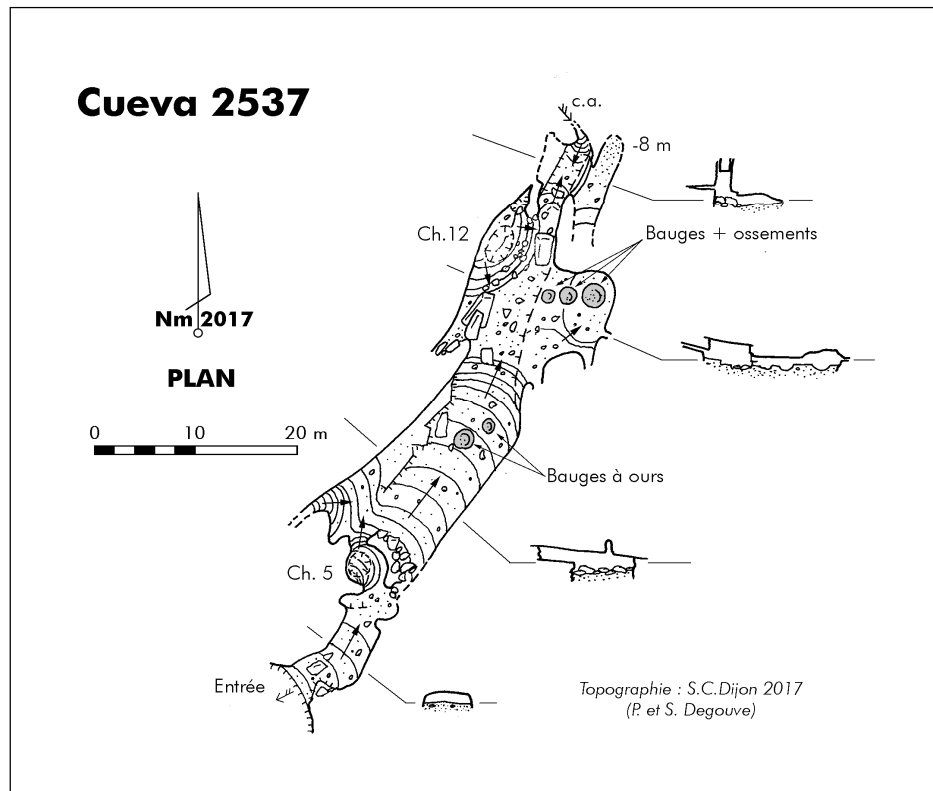 Cueva 2537
c.a.
-8 m
Ch.12
Bauges + ossements
Nm 2017
PLAN
0 10 20 m
Bauges à ours
Ch. 5
Entrée
Topographie : S.C.Dijon 2017
(P. et S. Degouve)